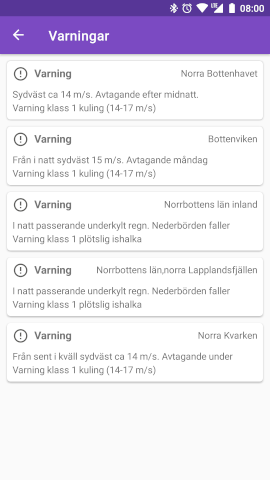 08:00
Varningar
Varning Norra Bottenhavet
Sydväst ca 14 m/s. Avtagande efter midnatt.
Varning klass 1 kuling (14-17 m/s)
Varning Bottenviken
Från i natt sydväst 15 m/s. Avtagande måndag
Varning klass 1 kuling (14-17 m/s)
Varning Norrbottens län inland
I natt passerande underkylt regn. Nederbörden faller
Varning klass 1 plötslig ishalka
Varning Norrbottens län,norra Lapplandsfjällen
I natt passerande underkylt regn. Nederbörden faller
Varning klass 1 plötslig ishalka
Varning Norra Kvarken
Från sent i kväll sydväst ca 14 m/s. Avtagande under
Varning klass 1 kuling (14-17 m/s)